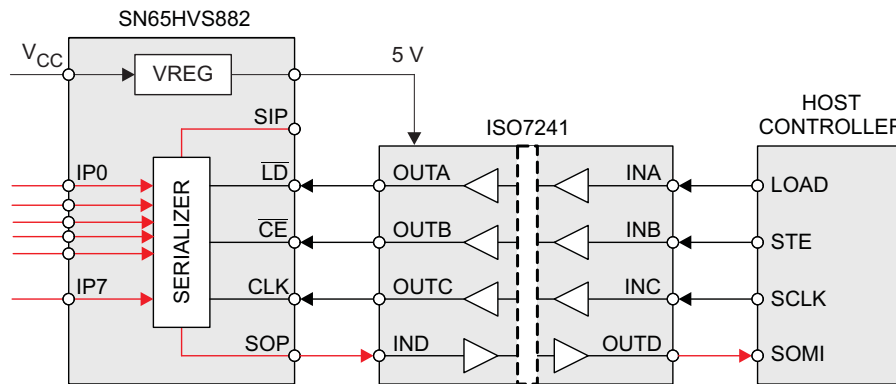 SN65HVS882
VCC
VREG
5 V
SIP
ISO7241
HOST
CONTROLLER
SERIALIZER
IP0
LD
OUTA
INA
LOAD
CE
OUTB
INB
STE
IP7
CLK
OUTC
INC
SCLK
SOP
IND
OUTD
SOMI